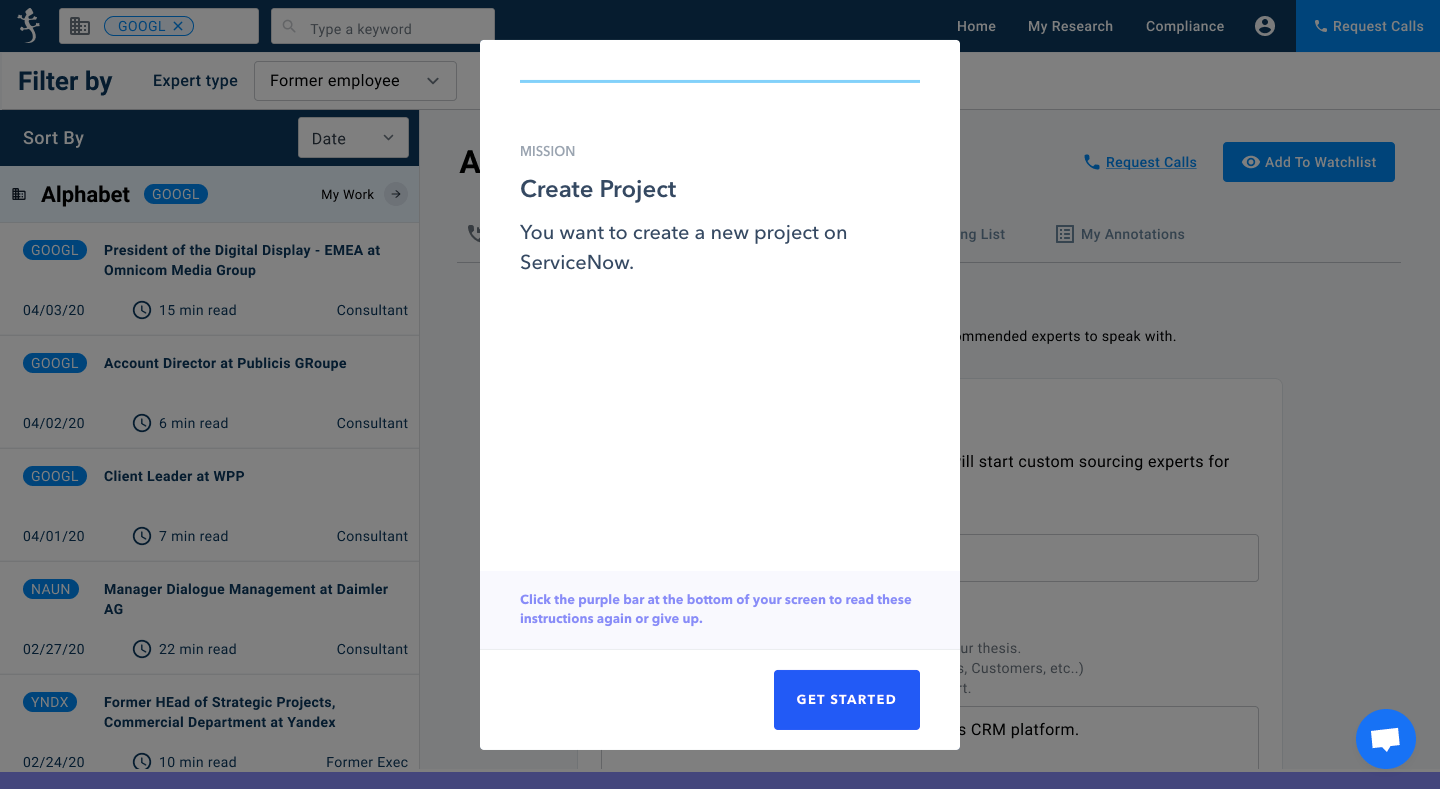 GOOGL
Type a keyword
Home
My Research
Compliance
Request Calls
Filter by
Expert type
Former employee
Sort By
Date
Alphabet
GOOGL
My Work
GOOGL
President of the Digital Display - EMEA at
Omnicom Media Group
04/03/20
15 min read
Consultant
GOOGL
Account Director at Publicis GRoupe
04/02/20
6 min read
Consultant
GOOGL
Client Leader at WPP
04/01/20
7 min read
Consultant
NAUN
Manager Dialogue Management at Daimler
AG
02/27/20
22 min read
Consultant
YNDX
Former HEad of Strategic Projects,
Commercial Department at Yandex
02/24/20
10 min read
Former Exec
MISSION
Create Project
You want to create a new project on
ServiceNow.
Click the purple bar at the bottom of your screen to read these
instructions again or give up.
GET STARTED
A
Request Calls
Add To Watchlist
ng List
My Annotations
mmended experts to speak with.
ill start custom sourcing experts for
ur thesis.
s, Customers, etc..)
rt.
s CRM platform.